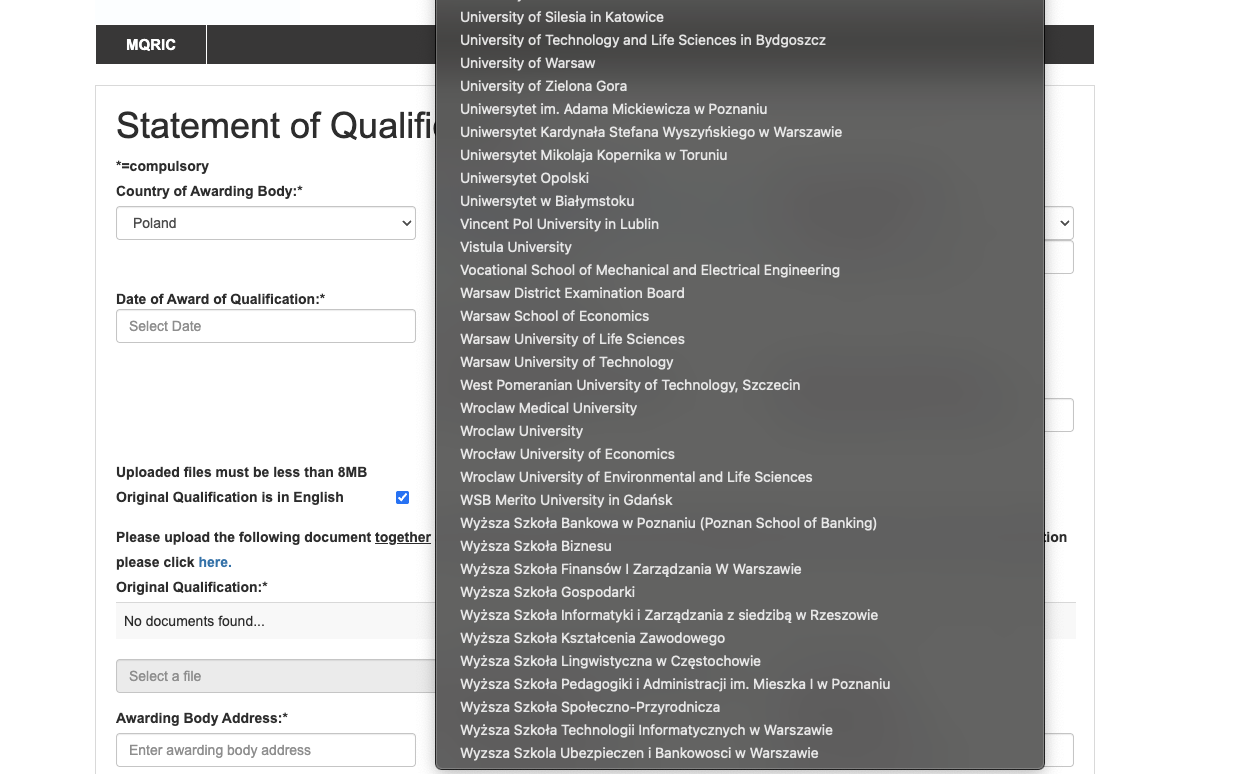 MQRIC
Statement of Qualific
*=compulsory
Country of Awarding Body:*
Poland
Date of Award of Qualification:*
Select Date
Uploaded files must be less than 8MB
Original Qualification is in English
Please upload the following document together
tion
please click here.
Original Qualification:*
No documents found...
Select a file
Awarding Body Address:*
Enter awarding body address
University of Silesia in Katowice
University of Technology and Life Sciences in Bydgoszcz
University of Warsaw
University of Zielona Gora
Uniwersytet im. Adama Mickiewicza w Poznaniu
Uniwersytet Kardynała Stefana Wyszyńskiego w Warszawie
Uniwersytet Mikolaja Kopernika w Toruniu
Uniwersytet Opolski
Uniwersytet w Białymstoku
Vincent Pol University in Lublin
Vistula University
Vocational School of Mechanical and Electrical Engineering
Warsaw District Examination Board
Warsaw School of Economics
Warsaw University of Life Sciences
Warsaw University of Technology
West Pomeranian University of Technology, Szczecin
Wroclaw Medical University
Wroclaw University
Wrocław University of Economics
Wroclaw University of Environmental and Life Sciences
WSB Merito University in Gdańsk
Wyższa Szkoła Bankowa w Poznaniu (Poznan School of Banking)
Wyższa Szkoła Biznesu
Wyższa Szkoła Finansów I Zarządzania W Warszawie
Wyższa Szkoła Gospodarki
Wyższa Szkoła Informatyki i Zarządzania z siedzibą w Rzeszowie
Wyższa Szkoła Kształcenia Zawodowego
Wyższa Szkoła Lingwistyczna w Częstochowie
Wyższa Szkoła Pedagogiki i Administracji im. Mieszka I w Poznaniu
Wyższa Szkoła Społeczno-Przyrodnicza
Wyższa Szkoła Technologii Informatycznych w Warszawie
Wyzsza Szkola Ubezpieczen i Bankowosci w Warszawie